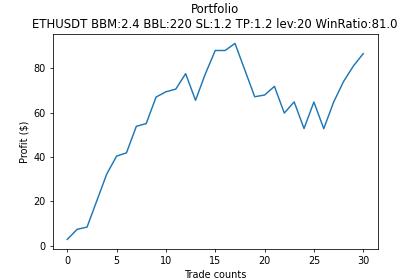 Portfolio
ETHUSDT BBM:2.4 BBL:220 SL:1.2 TP:1.2 lev:20 WinRatio:81.0
Profit ($)
80
60
40
20
0
0 5 10 15 20 25 30
Trade counts